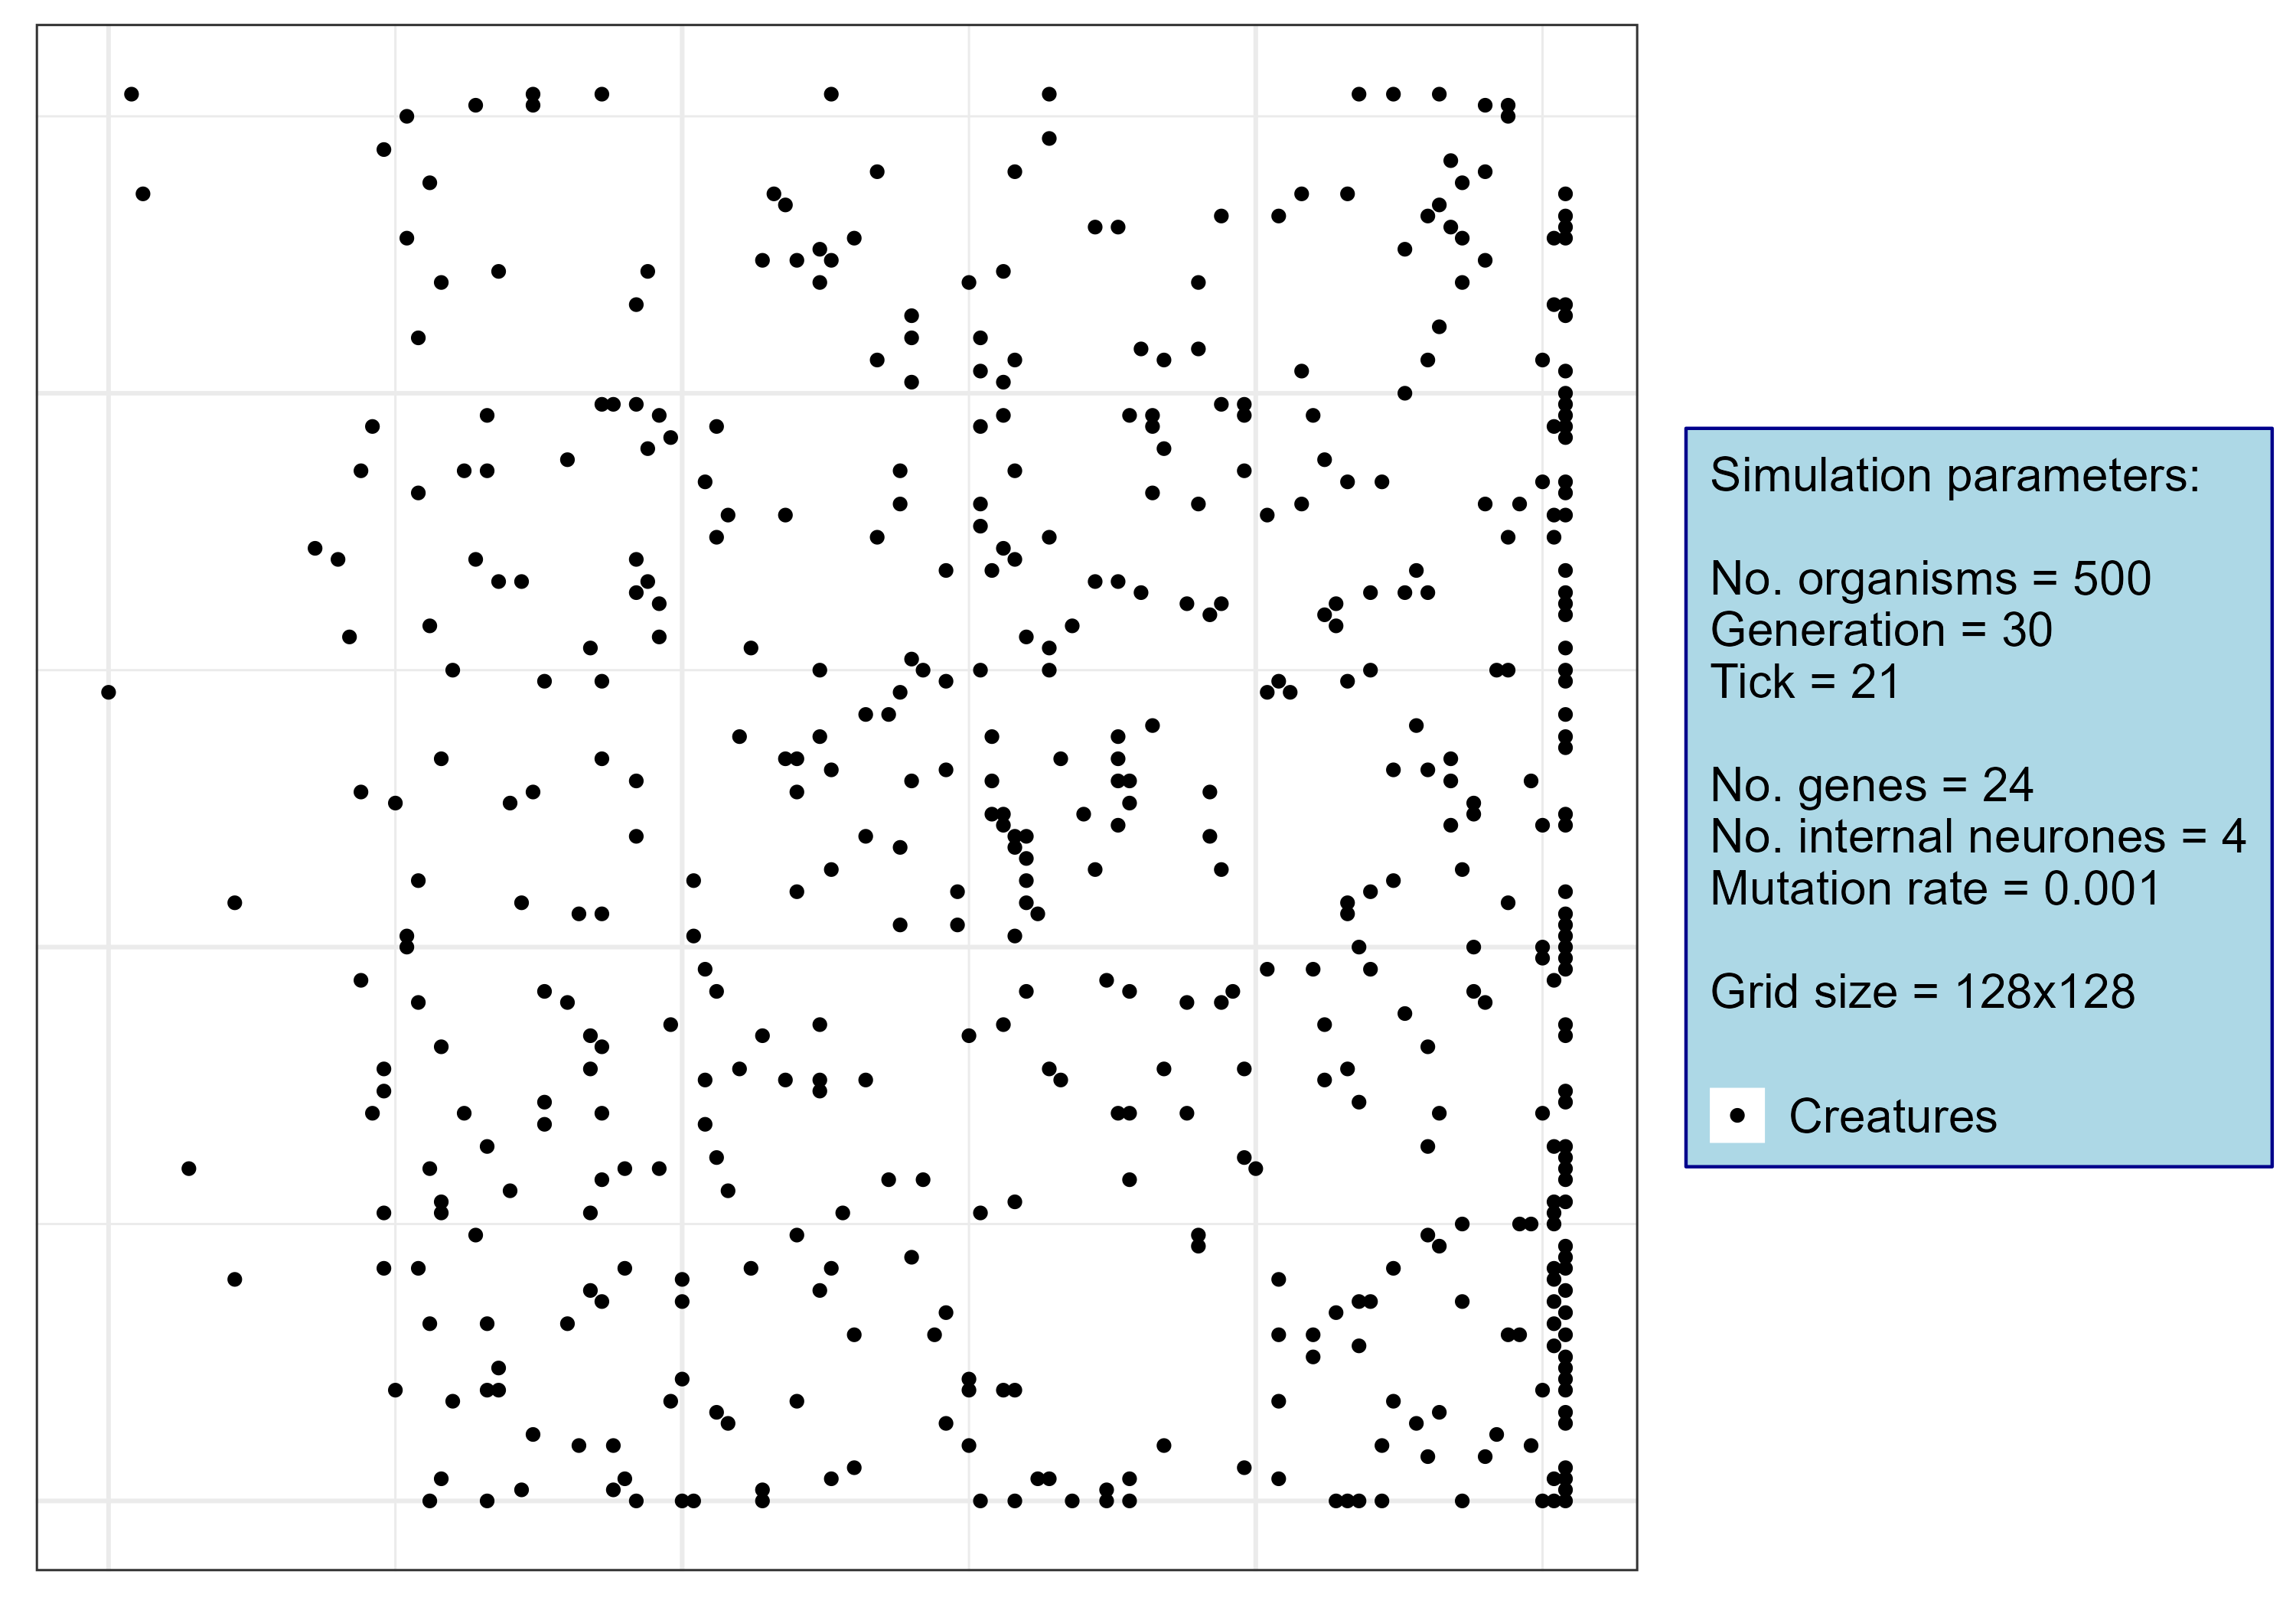 Simulation parameters:
No. organisms = 500
Generation = 30
Tick = 21
No. genes = 24
No. internal neurones = 4
Mutation rate = 0.001
Grid size = 128x128
Creatures